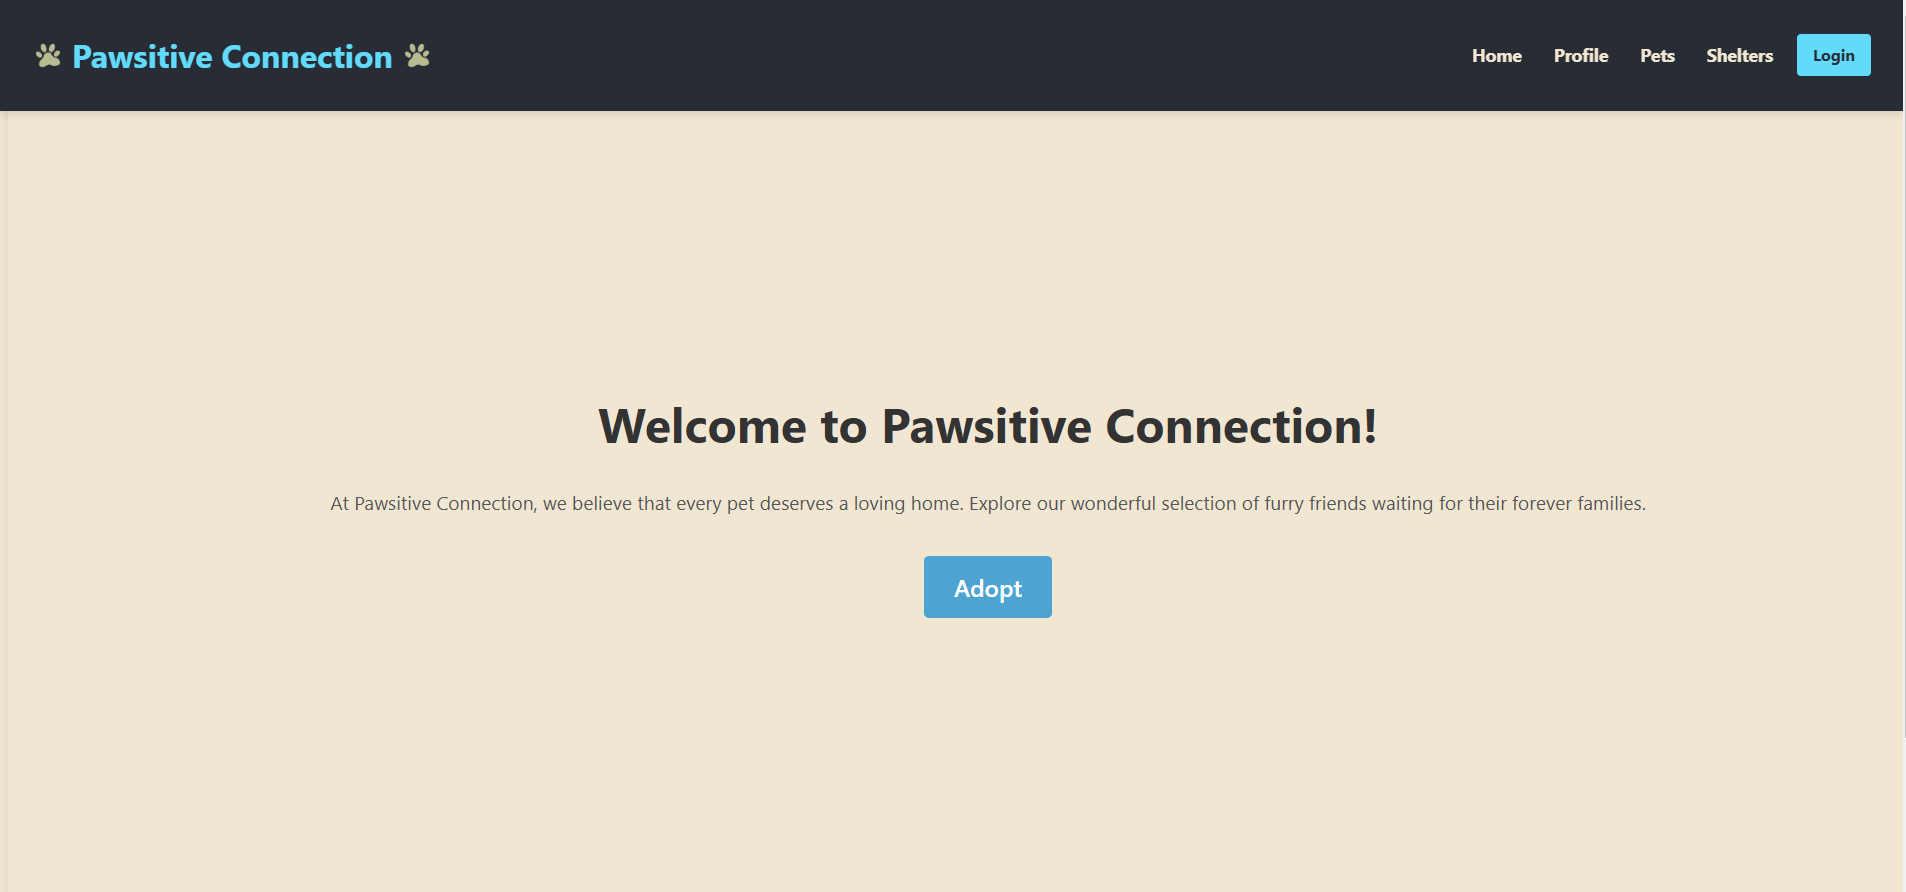 Pawsitive Connection
Home Profile Pets Shelters Login
Welcome to Pawsitive Connection!
At Pawsitive Connection, we believe that every pet deserves a loving home. Explore our wonderful selection of furry friends waiting for their forever families.
Adopt